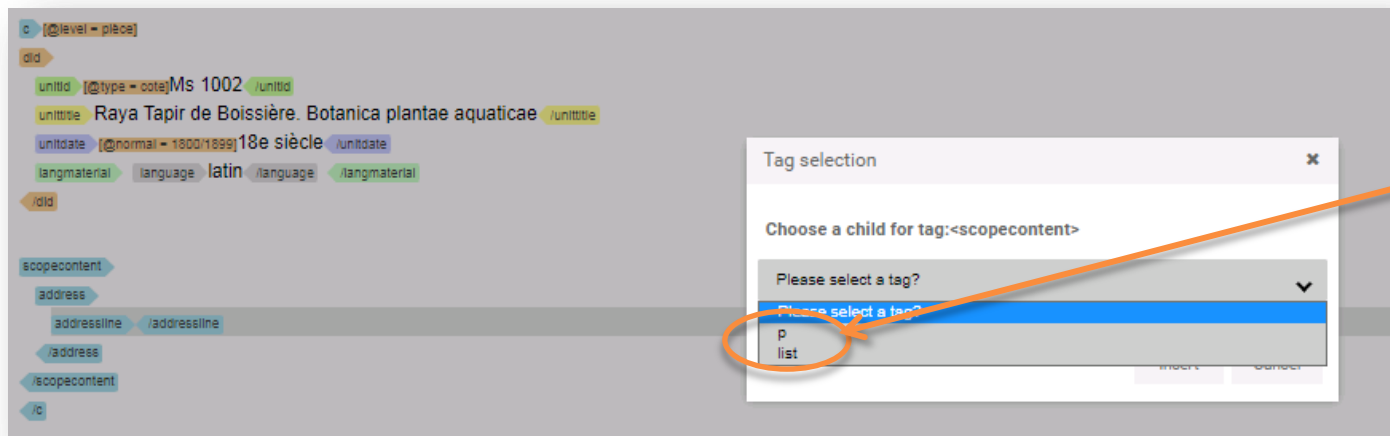 c [@level = pièce]
did
unitid [@type = cote]Ms 1002 /unitid
unittitle Raya Tapir de Boissière. Botanica plantae aquaticae /unittitle
unitdate [@normal = 1800/1899]18e siècle /unitdate
langmaterial language latin /language /langmaterial
/did
scopecontent
address
addressline /addressline
/address
/scopecontent
/c
Tag selection
Choose a child for tag:<scopecontent>
Please select a tag?
Please select a tag?
p
list
Insert Cancel